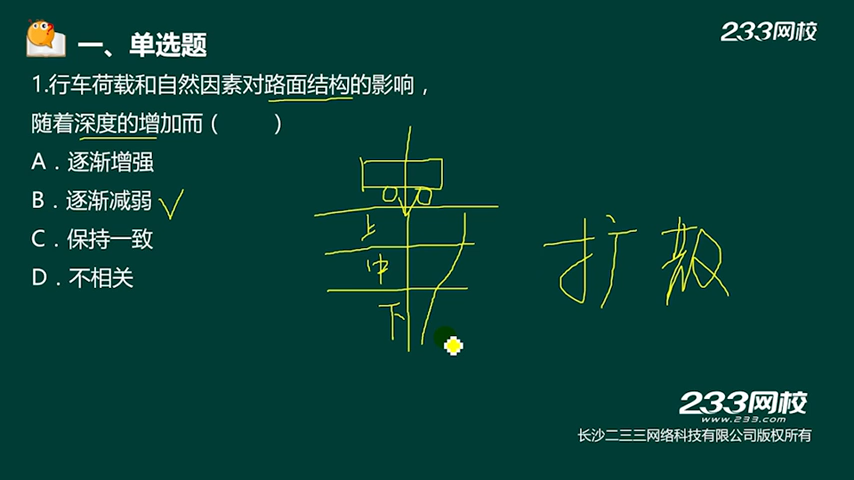 一、单选题
233网校
1.行车荷载和自然因素对路面结构的影响，
随着深度的增加而（ ）
A．逐渐增强
B．逐渐减弱
C．保持一致
D．不相关
上
中
下
扩散
233网校
www.233.com
长沙二三三网络科技有限公司版权所有